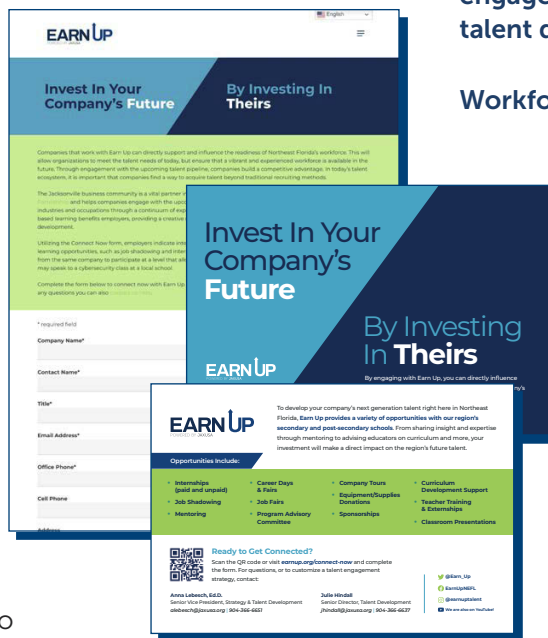 engage
talent d
Workfo
English
EARN UP
POWERED BY JAXUSA
Invest In Your
Company's Future
By Investing In
Theirs
Companies that work with Earn Up can directly support and influence the readiness of Northeast Florida's workforce. This will
allow organizations to meet the talent needs of today, but ensure that a vibrant and experienced workforce is available in the
future. Through engagement with the upcoming talent pipeline, companies build a competitive advantage. In today's talent
ecosystem, it is important that companies find a way to acquire talent beyond traditional recruiting methods.
The Jacksonville business community is a vital partner in
and helps companies engage with the upco
industries and occupations through a continuum of exp
based learning benefits employers, providing a creative
development.
Utilizing the Connect Now form, employers indicate inte
learning opportunities, such as job shadowing and inter
from the same company to participate at a level that all
may speak to a cybersecurity class at a local school.
Complete the form below to connect now with Earn Up
any questions you can also
* required field
Company Name*
Contact Name*
Title*
Email Address*
Office Phone*
Cell Phone
Address
Invest In Your
Company's
Future
By Investing
In Theirs
EARN UP
By engaging with Earn Up, you can directly influence
ny's
EARN UP
POWERED BY JAXUSA
To develop your company's next generation talent right here in Northeast
Florida, Earn Up provides a variety of opportunities with our region's
secondary and post-secondary schools. From sharing insight and expertise
through mentoring to advising educators on curriculum and more, your
investment will make a direct impact on the region's future talent.
Opportunities Include:
• Internships
(paid and unpaid)
• Job Shadowing
• Mentoring
• Career Days
& Fairs
• Job Fairs
• Program Advisory
Committee
• Company Tours
• Equipment/Supplies
Donations
• Sponsorships
• Curriculum
Development Support
• Teacher Training
& Externships
• Classroom Presentations
Ready to Get Connected?
Scan the QR code or visit earnup.org/connect-now and complete
the form. For questions, or to customize a talent engagement
strategy, contact:
Anna Lebesch, Ed.D.
Senior Vice President, Strategy & Talent Development
alebesch@jaxusa.org | 904-366-6651
Julie Hindall
Senior Director, Talent Development
jhindall@jaxusa.org | 904-366-6637
@Earn_Up
EarnUpNEFL
@earnuptalent
We are also on YouTube!
o